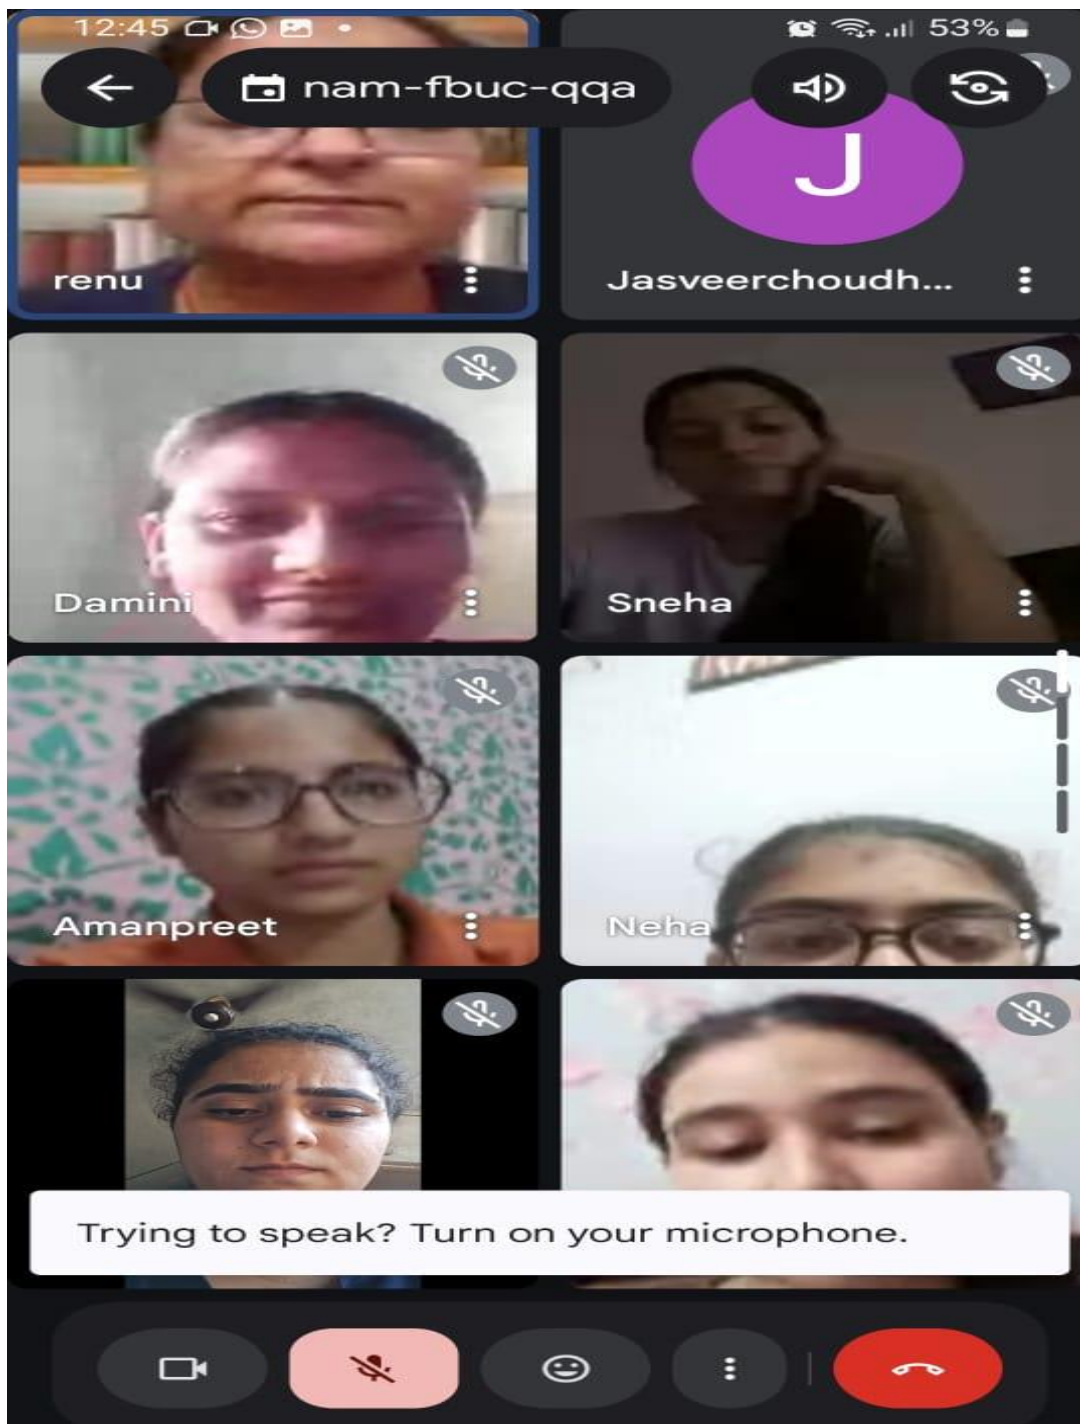 12:45 53%
nam-fbuc-qqa
J
renu Jasveerchoudh...
Damini Sneha
Amanpreet Neha
Trying to speak? Turn on your microphone.